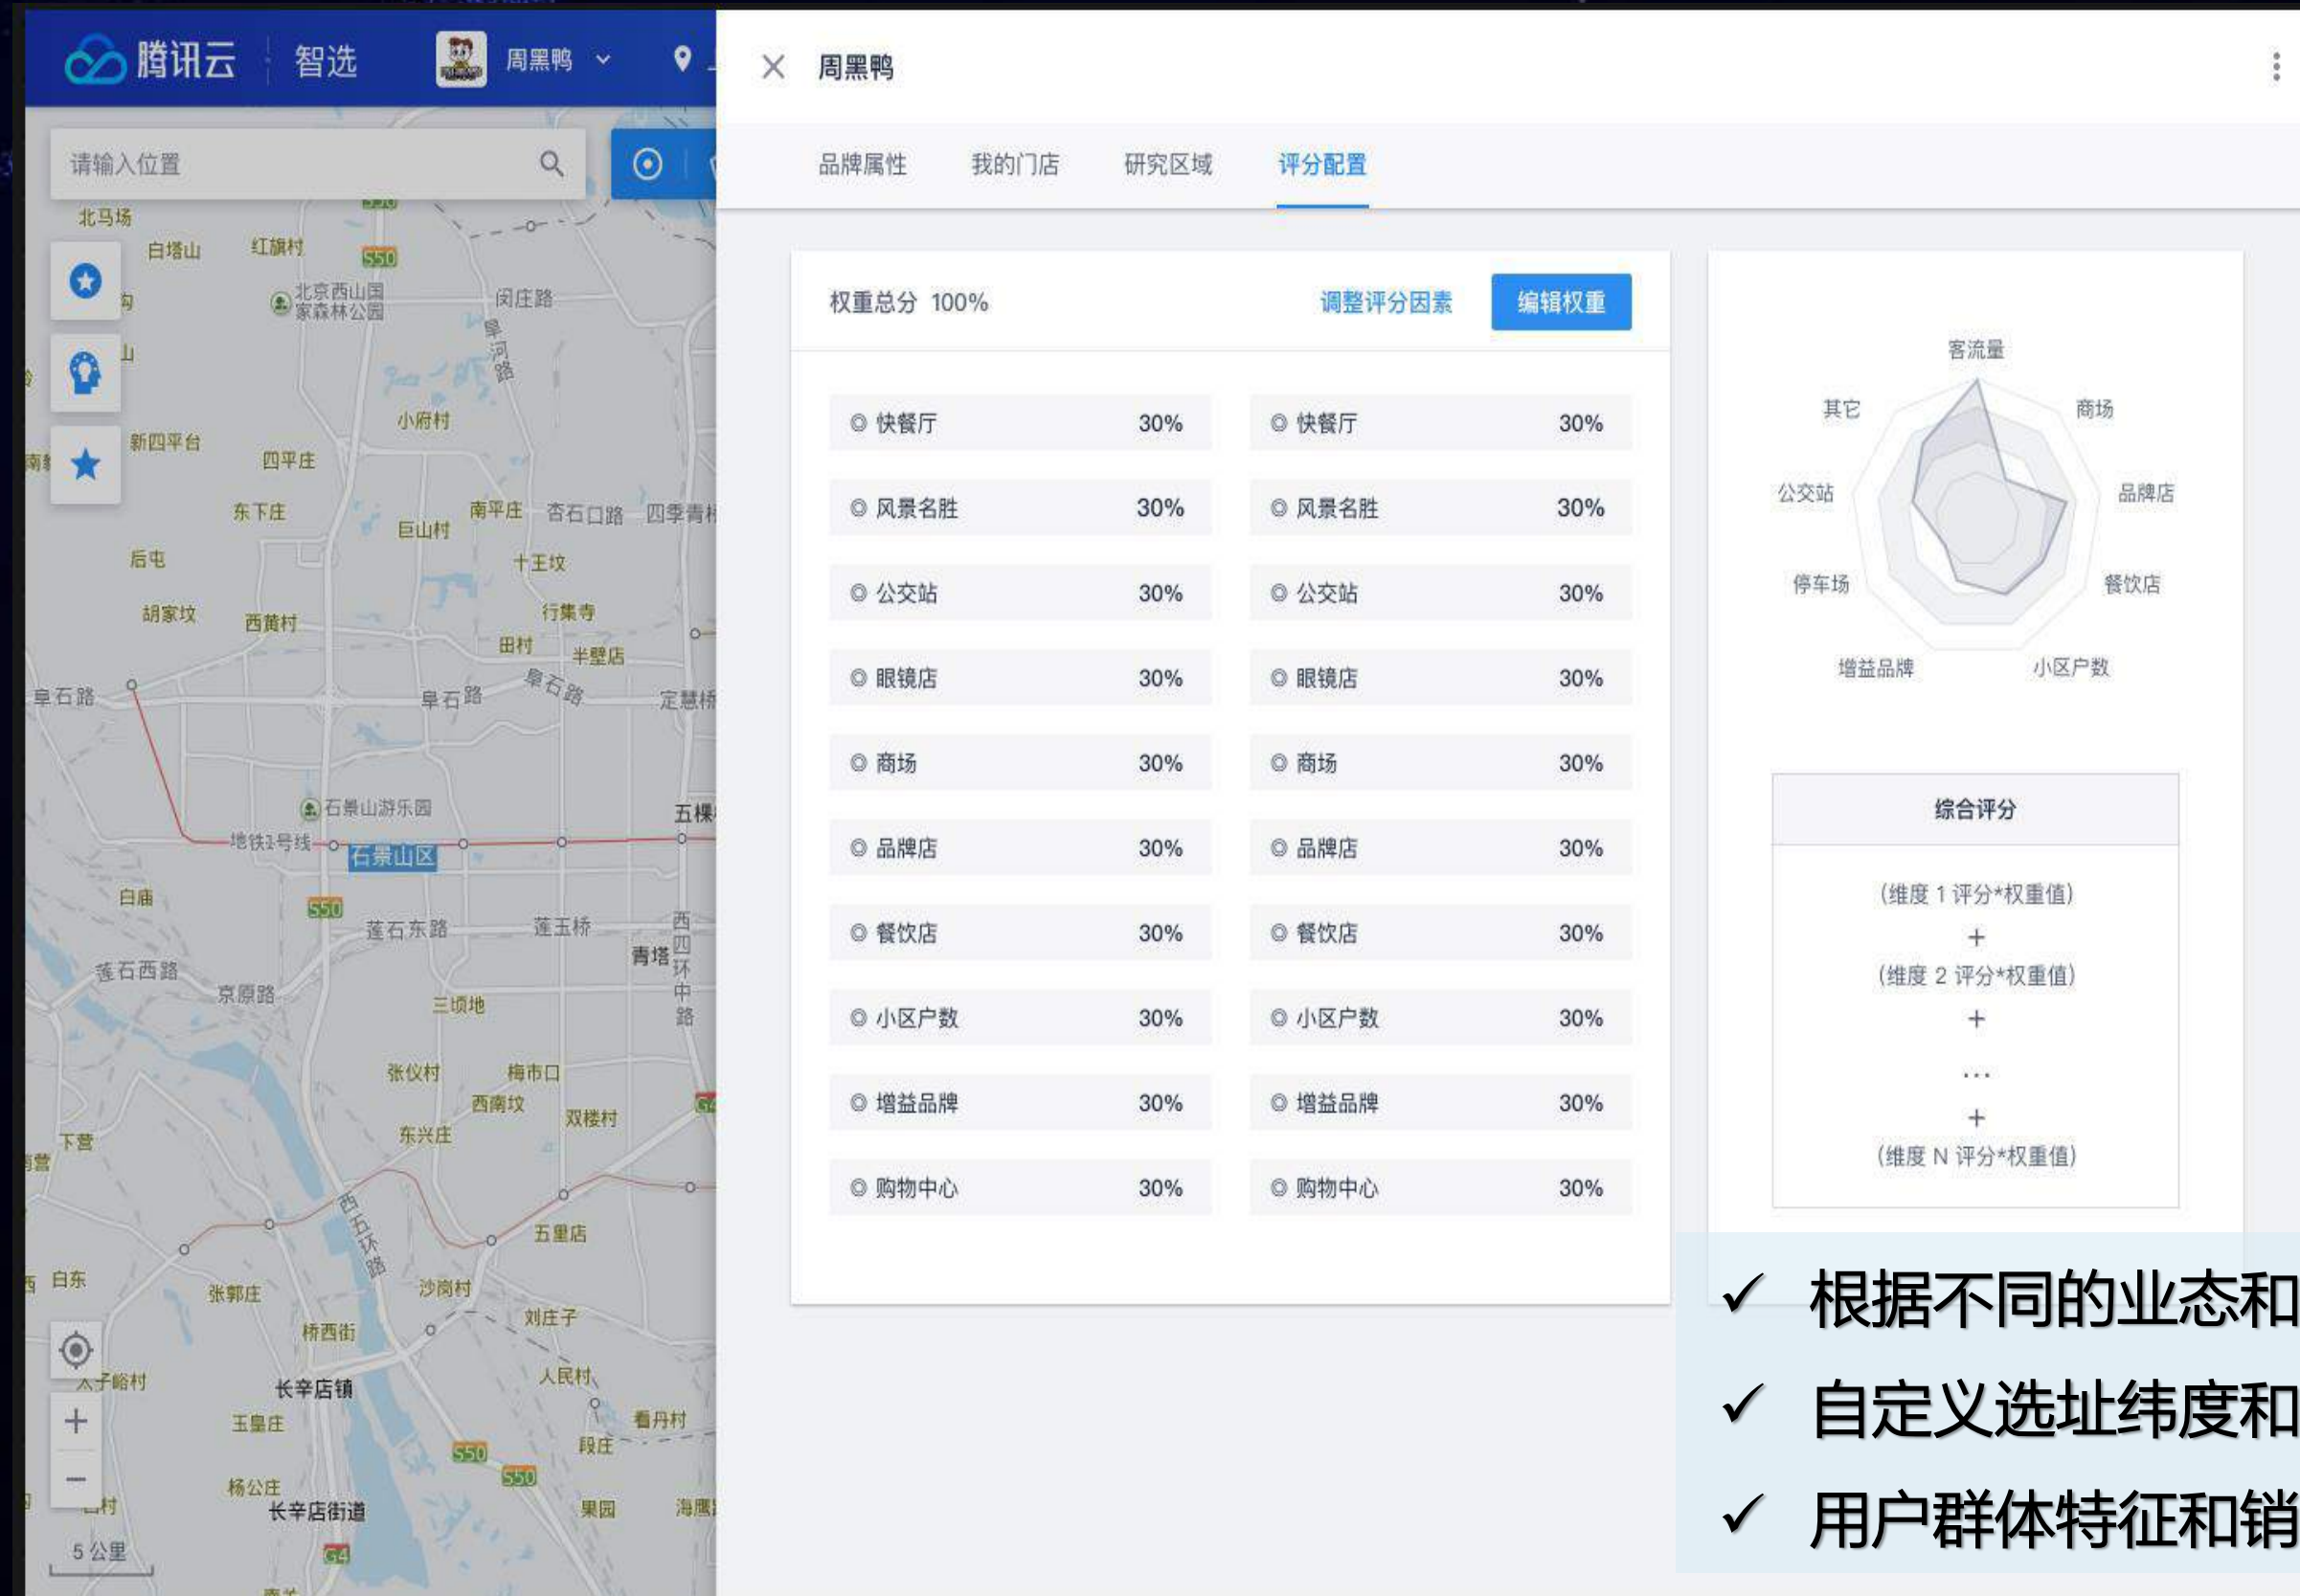 腾讯云 智选 周黑鸭
请输入位置
北马场
白塔山 红旗村 S50
北京西山国
家森林公园
闵庄路
旱河路
小府村
新四平台
四平庄
东下庄 南平庄 杏石口路 四季青
巨山村
后屯 十王坟
胡家坟 西黄村 行集寺
田村 半壁店
阜石路 阜石路 阜石路 定慧桥
石景山游乐园 五棵
地铁1号线
石景山区
白庙 S50
莲石东路 莲玉桥 西四环中路
青塔
莲石西路
京原路
三顷地
张仪村 梅市口
西南坟 双楼村
东兴庄
下营
西五环路
五里店
白东
张郭庄 沙岗村
刘庄子
桥西街
人民村
长辛店镇
玉皇庄 看丹村
段庄
S50
S50
杨公庄
长辛店街道
果园 海鹰
5 公里
G4
周黑鸭
品牌属性 我的门店 研究区域 评分配置
权重总分 100% 调整评分因素 编辑权重
◎ 快餐厅 30% ◎ 快餐厅 30%
◎ 风景名胜 30% ◎ 风景名胜 30%
◎ 公交站 30% ◎ 公交站 30%
◎ 眼镜店 30% ◎ 眼镜店 30%
◎ 商场 30% ◎ 商场 30%
◎ 品牌店 30% ◎ 品牌店 30%
◎ 餐饮店 30% ◎ 餐饮店 30%
◎ 小区户数 30% ◎ 小区户数 30%
◎ 增益品牌 30% ◎ 增益品牌 30%
◎ 购物中心 30% ◎ 购物中心 30%
客流量
其它 商场
公交站 品牌店
停车场 餐饮店
增益品牌 小区户数
综合评分
(维度 1 评分*权重值)
+
(维度 2 评分*权重值)
+
...
+
(维度 N 评分*权重值)
✓ 根据不同的业态和
✓ 自定义选址纬度和
✓ 用户群体特征和销